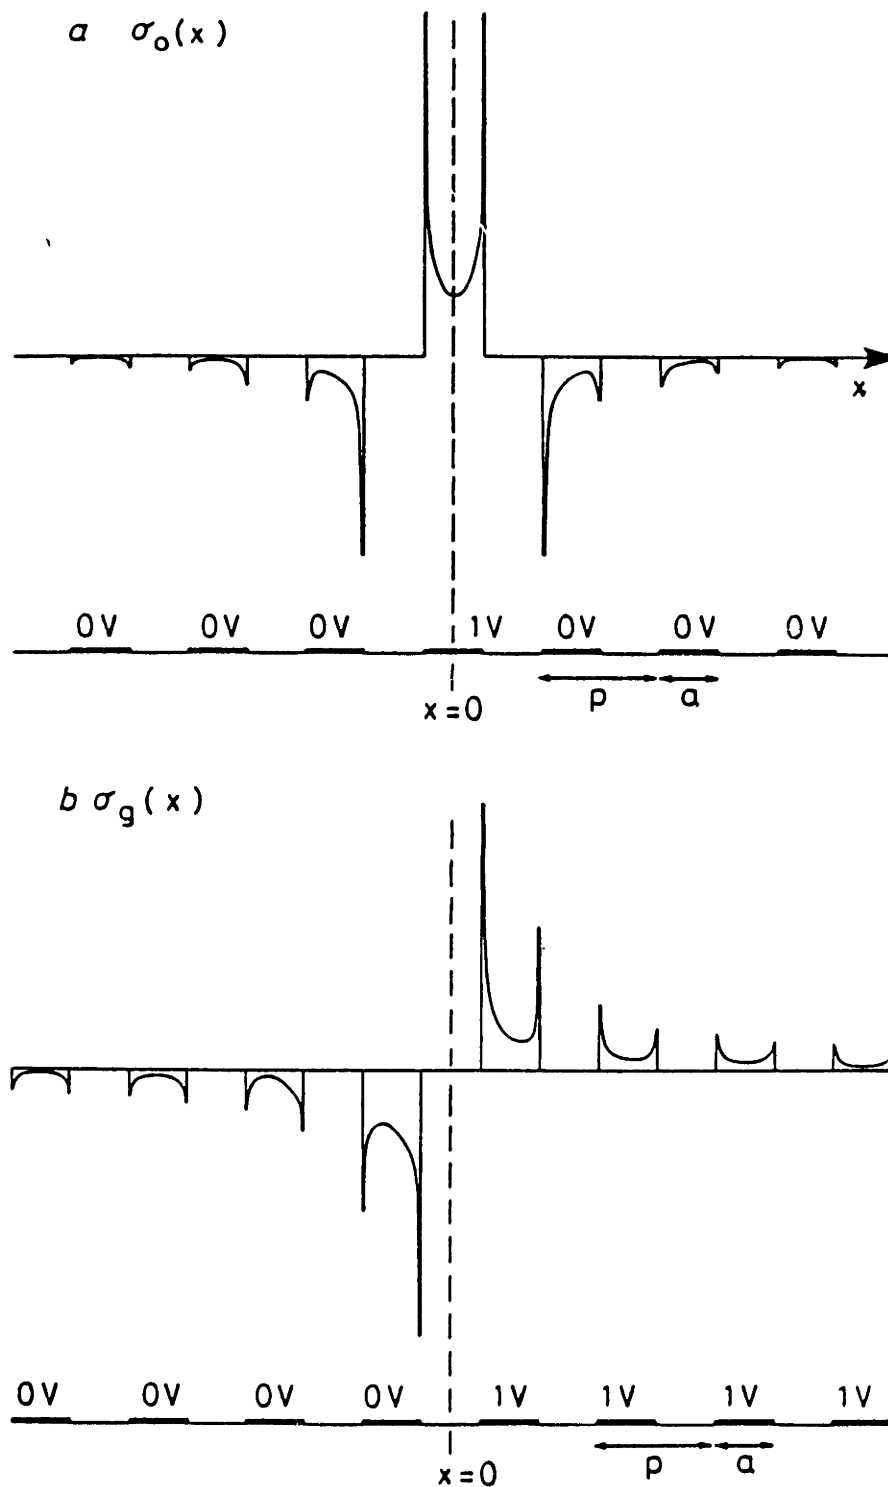 a σo(x)
x
0V 0V 0V 1V 0V 0V 0V
p a
x=0
b σg(x)
0V 0V 0V 0V 1V 1V 1V 1V
p a
x=0